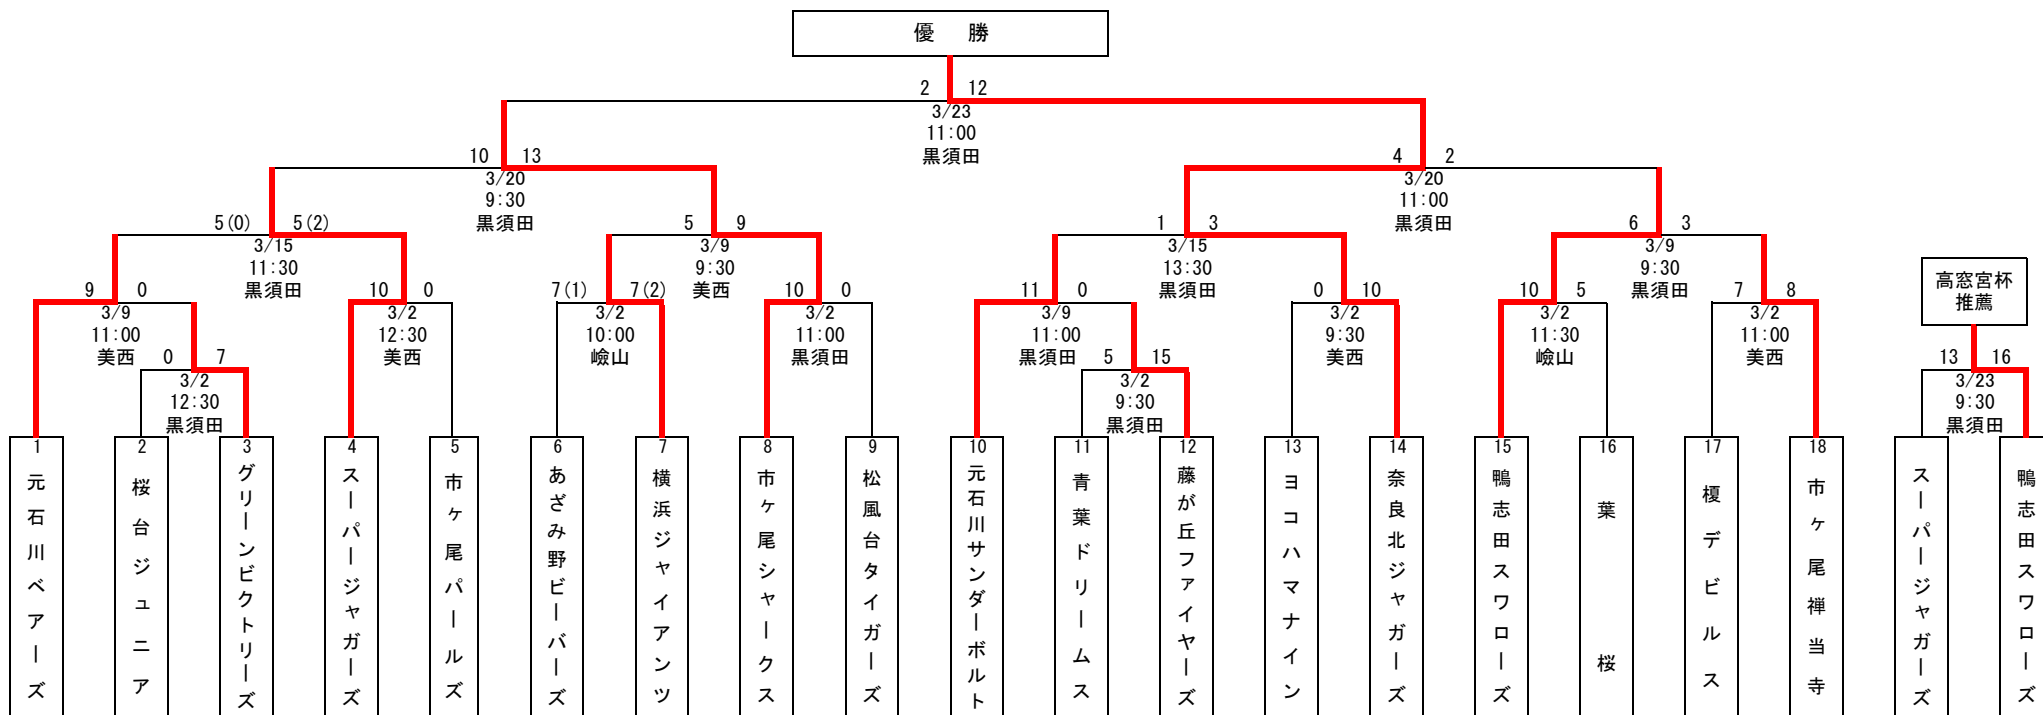 優　勝
2 12
3/23
11:00
黒須田
10 13
3/20
9:30
黒須田
4 2
3/20
11:00
黒須田
5(0) 5(2)
3/15
11:30
黒須田
5 9
3/9
9:30
美西
1 3
3/15
13:30
黒須田
6 3
3/9
9:30
黒須田
高窓宮杯
推薦
9 0
3/9
11:00
美西
10 0
3/2
12:30
美西
7(1) 7(2)
3/2
10:00
嶮山
10 0
3/2
11:00
黒須田
11 0
3/9
11:00
黒須田
0 10
3/2
9:30
美西
10 5
3/2
11:30
嶮山
7 8
3/2
11:00
美西
0 7
3/2
12:30
黒須田
5 15
3/2
9:30
黒須田
13 16
3/23
9:30
黒須田
1
元石川ベアーズ
2
桜台ジュニア
3
グリーンビクトリーズ
4
スーパージャガーズ
5
市ヶ尾パールズ
6
あざみ野ビーバーズ
7
横浜ジャイアンツ
8
市ヶ尾シャークス
9
松風台タイガーズ
10
元石川サンダーボルト
11
青葉ドリームス
12
藤が丘ファイヤーズ
13
ヨコハマナイン
14
奈良北ジャガーズ
15
鴨志田スワローズ
16
葉桜
17
榎デビルス
18
市ヶ尾禅当寺
スーパージャガーズ
鴨志田スワローズ